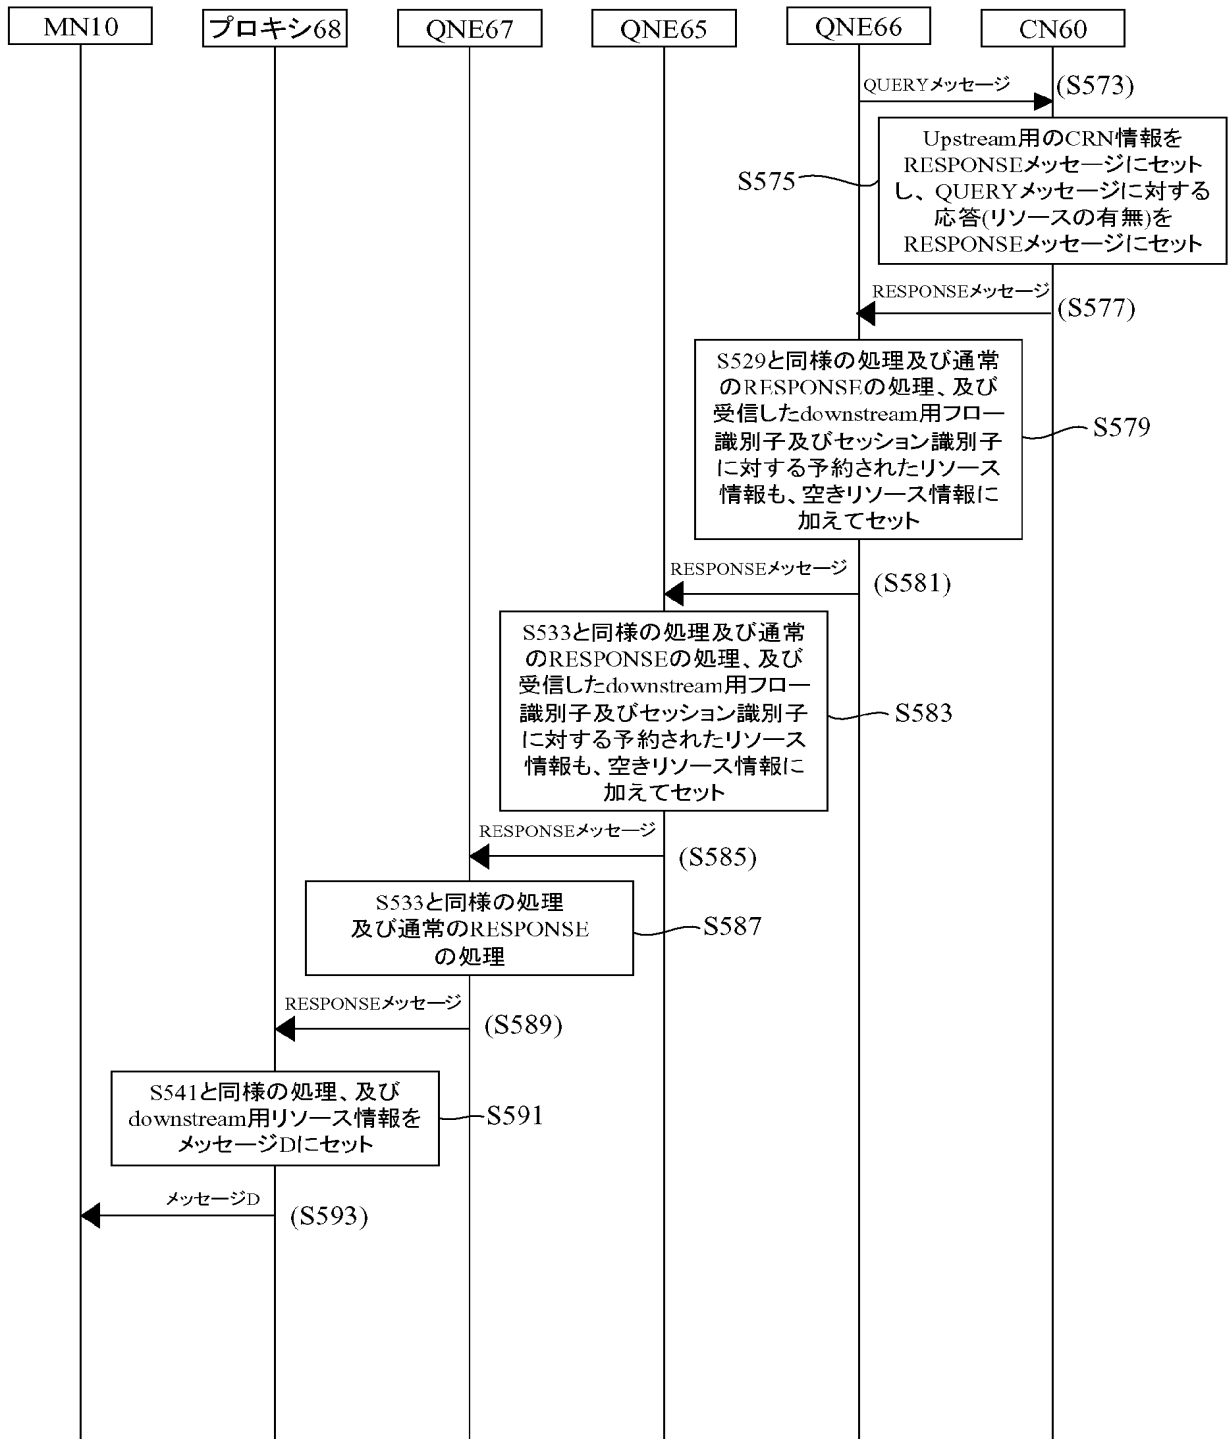 MN10
プロキシ68
QNE67
QNE65
QNE66
CN60
QUERYメッセージ
(S573)
Upstream用のCRN情報を
RESPONSEメッセージにセット
し、QUERYメッセージに対する
応答(リソースの有無)を
RESPONSEメッセージにセット
S575
RESPONSEメッセージ
(S577)
S529と同様の処理及び通常
のRESPONSEの処理、及び
受信したdownstream用フロー
識別子及びセッション識別子
に対する予約されたリソース
情報も、空きリソース情報に
加えてセット
S579
RESPONSEメッセージ
(S581)
S533と同様の処理及び通常
のRESPONSEの処理、及び
受信したdownstream用フロー
識別子及びセッション識別子
に対する予約されたリソース
情報も、空きリソース情報に
加えてセット
S583
RESPONSEメッセージ
(S585)
S533と同様の処理
及び通常のRESPONSE
の処理
S587
RESPONSEメッセージ
(S589)
S541と同様の処理、及び
downstream用リソース情報を
メッセージDにセット
S591
メッセージD
(S593)